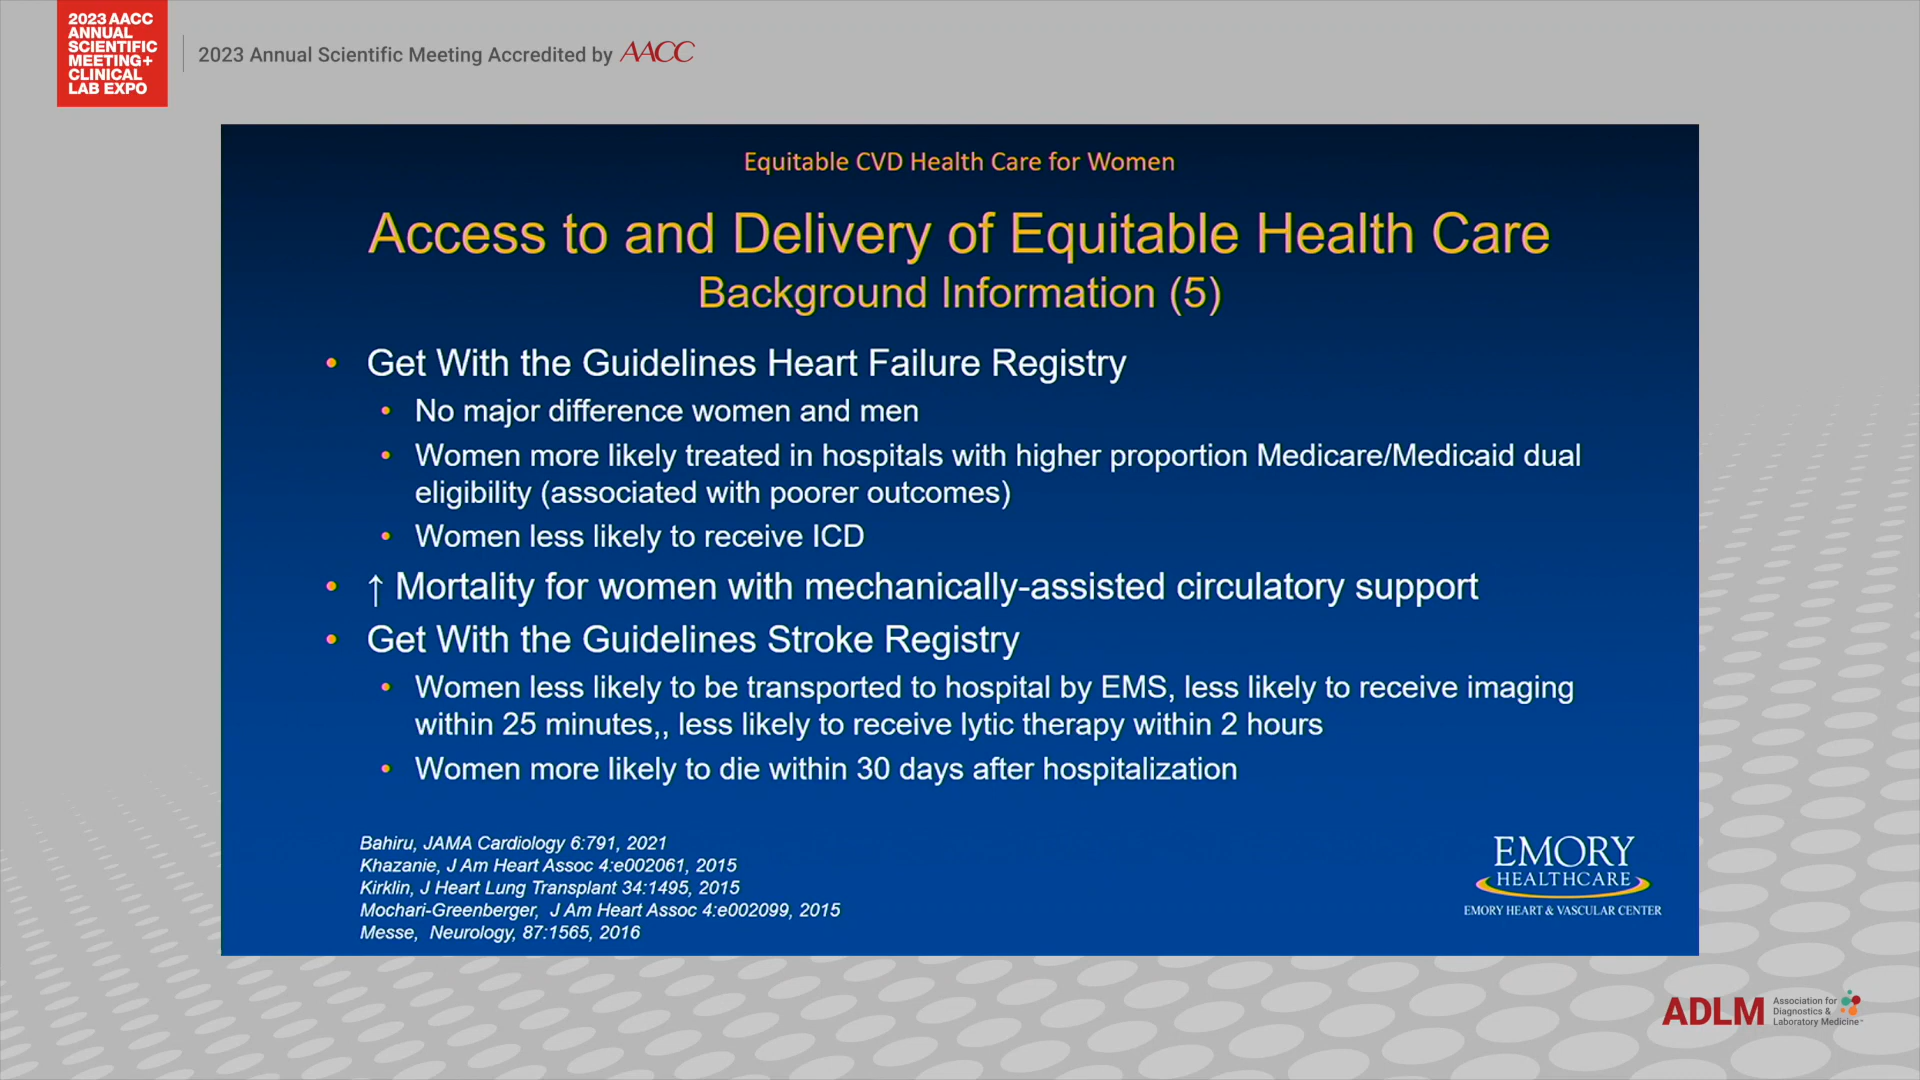 2023 AACC
ANNUAL
SCIENTIFIC
MEETING+
CLINICAL
LAB EXPO
2023 Annual Scientific Meeting Accredited by AACC
Equitable CVD Health Care for Women
Access to and Delivery of Equitable Health Care
Background Information (5)
• Get With the Guidelines Heart Failure Registry
• No major difference women and men
• Women more likely treated in hospitals with higher proportion Medicare/Medicaid dual
eligibility (associated with poorer outcomes)
• Women less likely to receive ICD
• ↑ Mortality for women with mechanically-assisted circulatory support
• Get With the Guidelines Stroke Registry
• Women less likely to be transported to hospital by EMS, less likely to receive imaging
within 25 minutes,, less likely to receive lytic therapy within 2 hours
• Women more likely to die within 30 days after hospitalization
Bahiru, JAMA Cardiology 6:791, 2021
Khazanie, J Am Heart Assoc 4:e002061, 2015
Kirklin, J Heart Lung Transplant 34:1495, 2015
Mochari-Greenberger, J Am Heart Assoc 4:e002099, 2015
Messe, Neurology, 87:1565, 2016
EMORY
HEALTHCARE
EMORY HEART & VASCULAR CENTER
ADLM
Association for
Diagnostics &
Laboratory Medicine